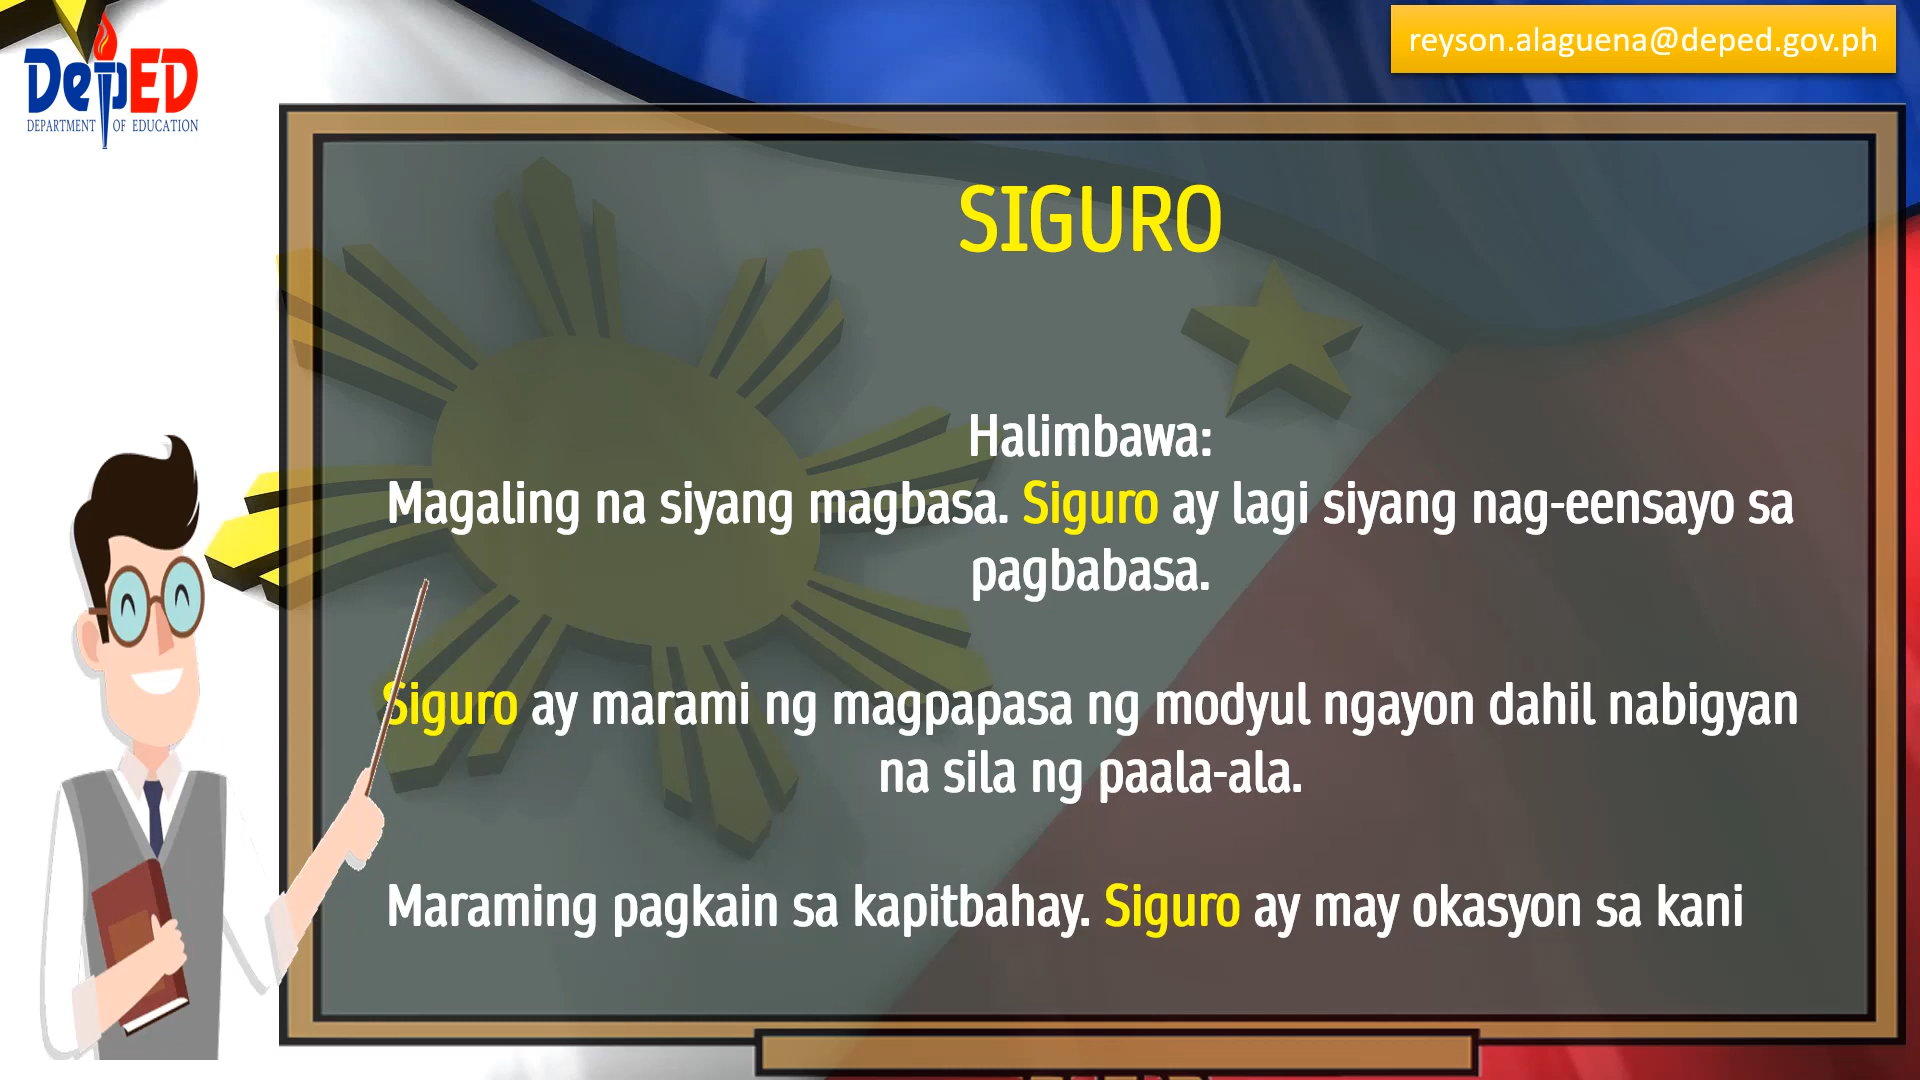 DepED
DEPARTMENT OF EDUCATION
reyson.alaguena@deped.gov.ph
SIGURO
Halimbawa:
Magaling na siyang magbasa. Siguro ay lagi siyang nag-eensayo sa
pagbabasa.
Siguro ay marami ng magpapasa ng modyul ngayon dahil nabigyan
na sila ng paala-ala.
Maraming pagkain sa kapitbahay. Siguro ay may okasyon sa kani